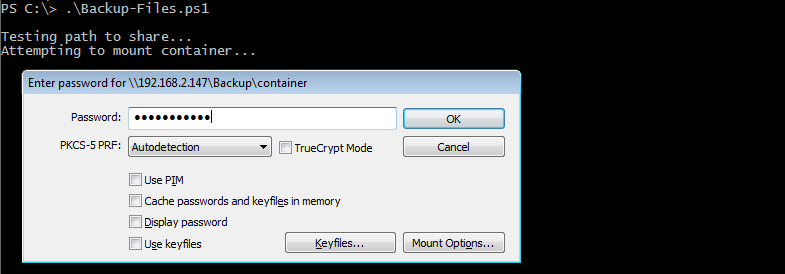 PS C:\> .\Backup-Files.ps1
Testing path to share...
Attempting to mount container...
Enter password for \\192.168.2.147\Backup\container
Password: ●●●●●●●●●●● OK
PKCS-5 PRF: Autodetection TrueCrypt Mode Cancel
Use PIM
Cache passwords and keyfiles in memory
Display password
Use keyfiles Keyfiles... Mount Options...